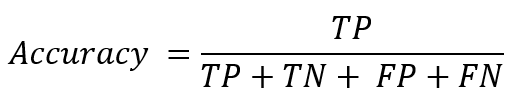 Accuracy = TP / TP + TN + FP + FN